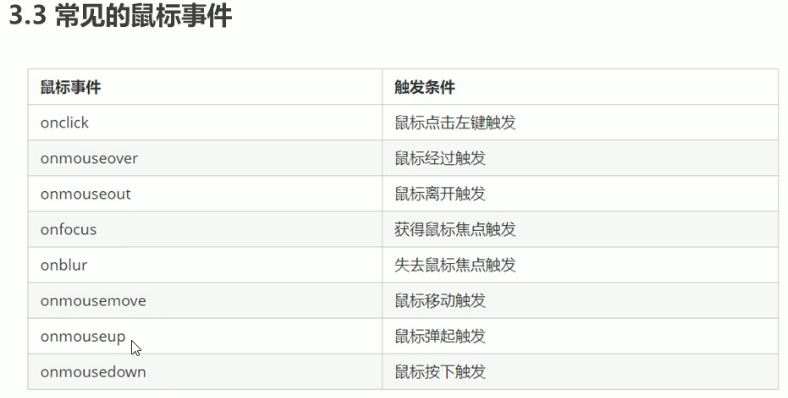 3.3 常见的鼠标事件
鼠标事件 触发条件
onclick 鼠标点击左键触发
onmouseover 鼠标经过触发
onmouseout 鼠标离开触发
onfocus 获得鼠标焦点触发
onblur 失去鼠标焦点触发
onmousemove 鼠标移动触发
onmouseup 鼠标弹起触发
onmousedown 鼠标按下触发